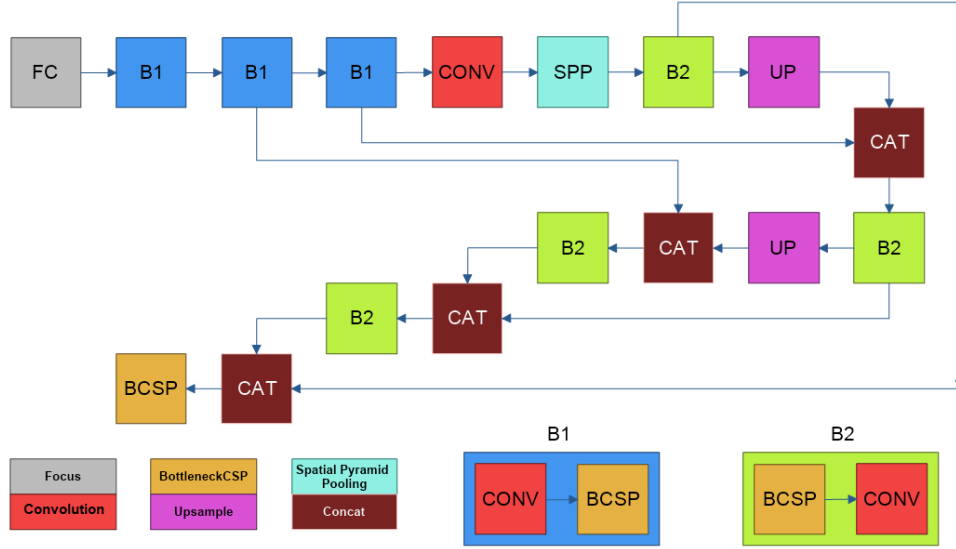 FC B1 B1 B1 CONV SPP B2 UP
CAT
B2 CAT UP B2
B2 CAT
BCSP CAT
B1 B2
Focus BottleneckCSP Spatial Pyramid
Pooling
CONV BCSP BCSP CONV
Convolution Upsample Concat